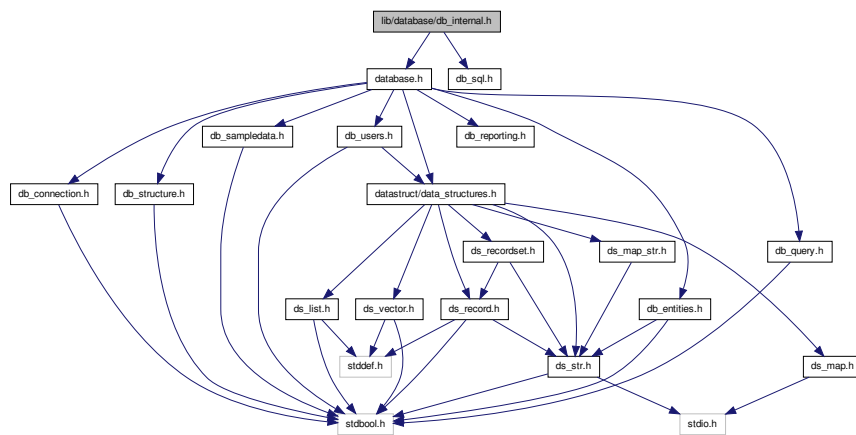 lib/database/db_internal.h
database.h
db_sql.h
db_sampledata.h
db_users.h
db_reporting.h
db_connection.h
db_structure.h
datastruct/data_structures.h
ds_recordset.h
ds_map_str.h
db_query.h
ds_list.h
ds_vector.h
ds_record.h
db_entities.h
stddef.h
ds_str.h
ds_map.h
stdbool.h
stdio.h